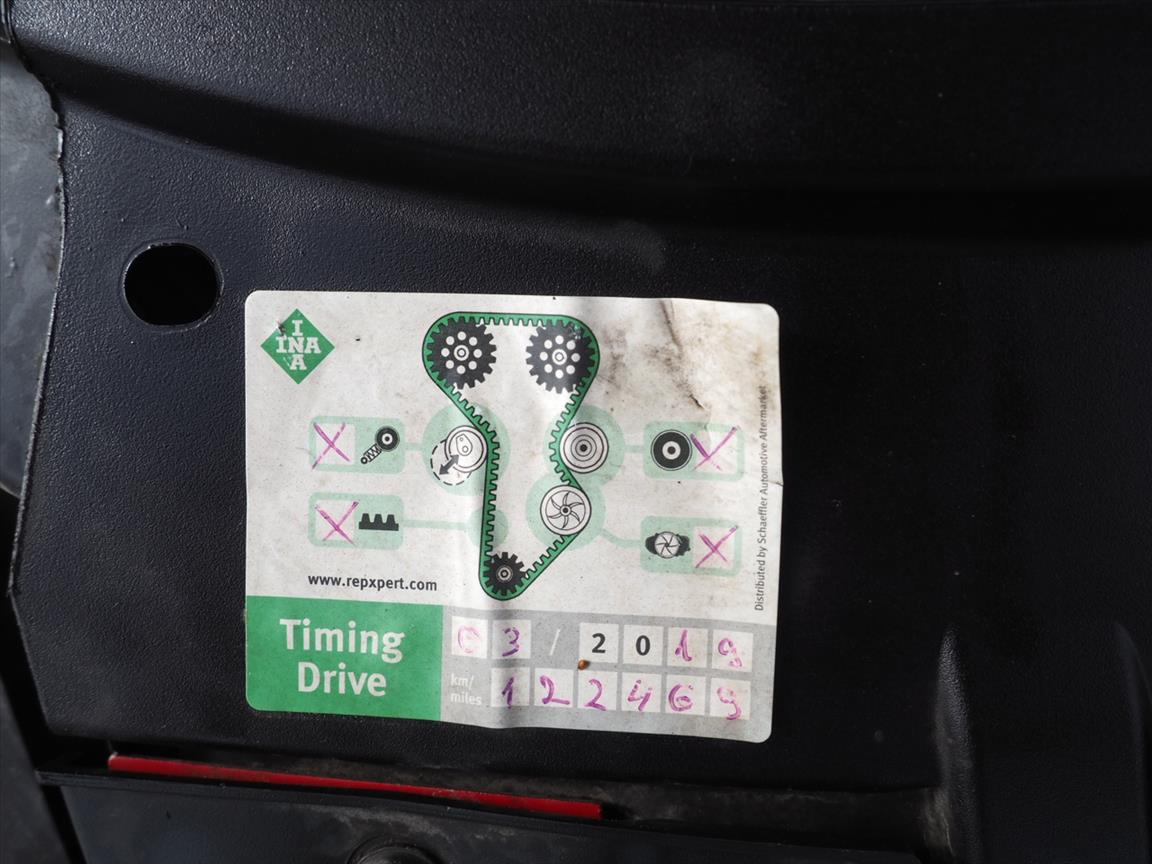 I
INA
A
www.repxpert.com
Distributed by Schaeffler Automotive Aftermarket
Timing
Drive
03 / 2019
km/
miles
122469